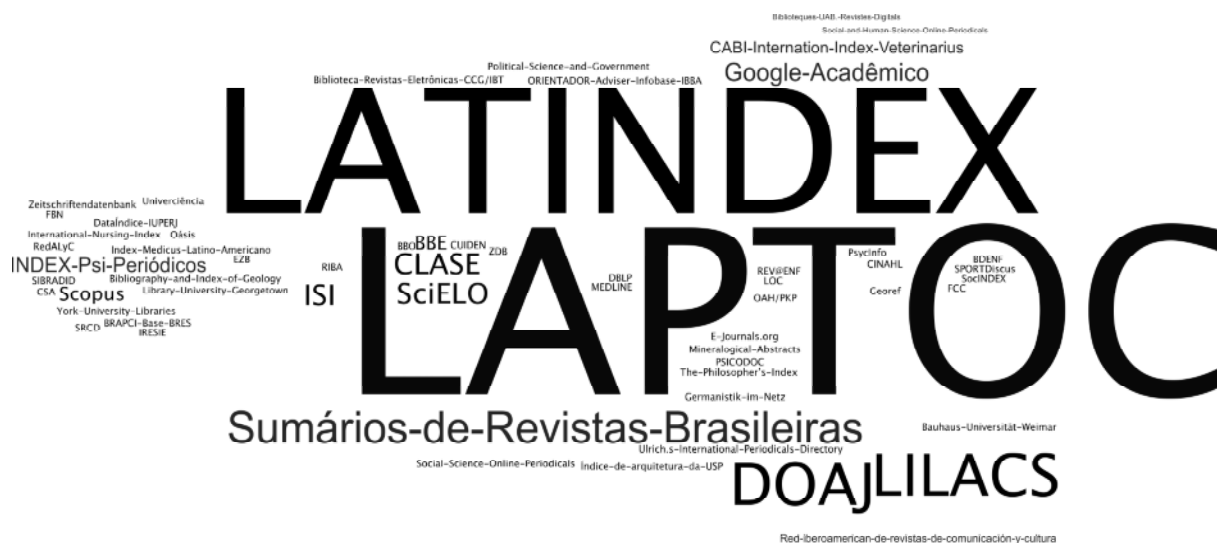 Biblioteques-UAB.-Revistes-Digitals
Social-and-Human-Science-Online-Periodicals
CABI-Internation-Index-Veterinarius
Political-Science-and-Government
Google-Acadêmico
Biblioteca-Revistas-Eletrônicas-CCG/IBT
ORIENTADOR-Adviser-Infobase-IBBA
LATINDEX
Zeitschriftendatenbank
Univerciência
FBN
DataÍndice-IUPERJ
International-Nursing-Index
Oásis
RedALyC
Index-Medicus-Latino-Americano
EZB
INDEX-Psi-Periódicos
SIBRADID
Bibliography-and-Index-of-Geology
CSA
Scopus
Library-University-Georgetown
York-University-Libraries
SRCD
BRAPCI-Base-BRES
IRESIE
RIBA
ISI
LAPTOC
BBO
BBE
CUIDEN
ZDB
CLASE
SciELO
DBLP
MEDLINE
REV@ENF
LOC
OAH/PKP
PsycInfo
CINAHL
Georef
BDENF
SPORTDiscus
SocINDEX
FCC
E-Journals.org
Mineralogical-Abstracts
PSICODOC
The-Philosopher's-Index
Germanistik-im-Netz
Sumários-de-Revistas-Brasileiras
Bauhaus-Universität-Weimar
Ulrich.s-International-Periodicals-Directory
Social-Science-Online-Periodicals
Índice-de-arquitetura-da-USP
DOAJ
LILACS
Red-Iberoamerican-de-revistas-de-comunicación-y-cultura